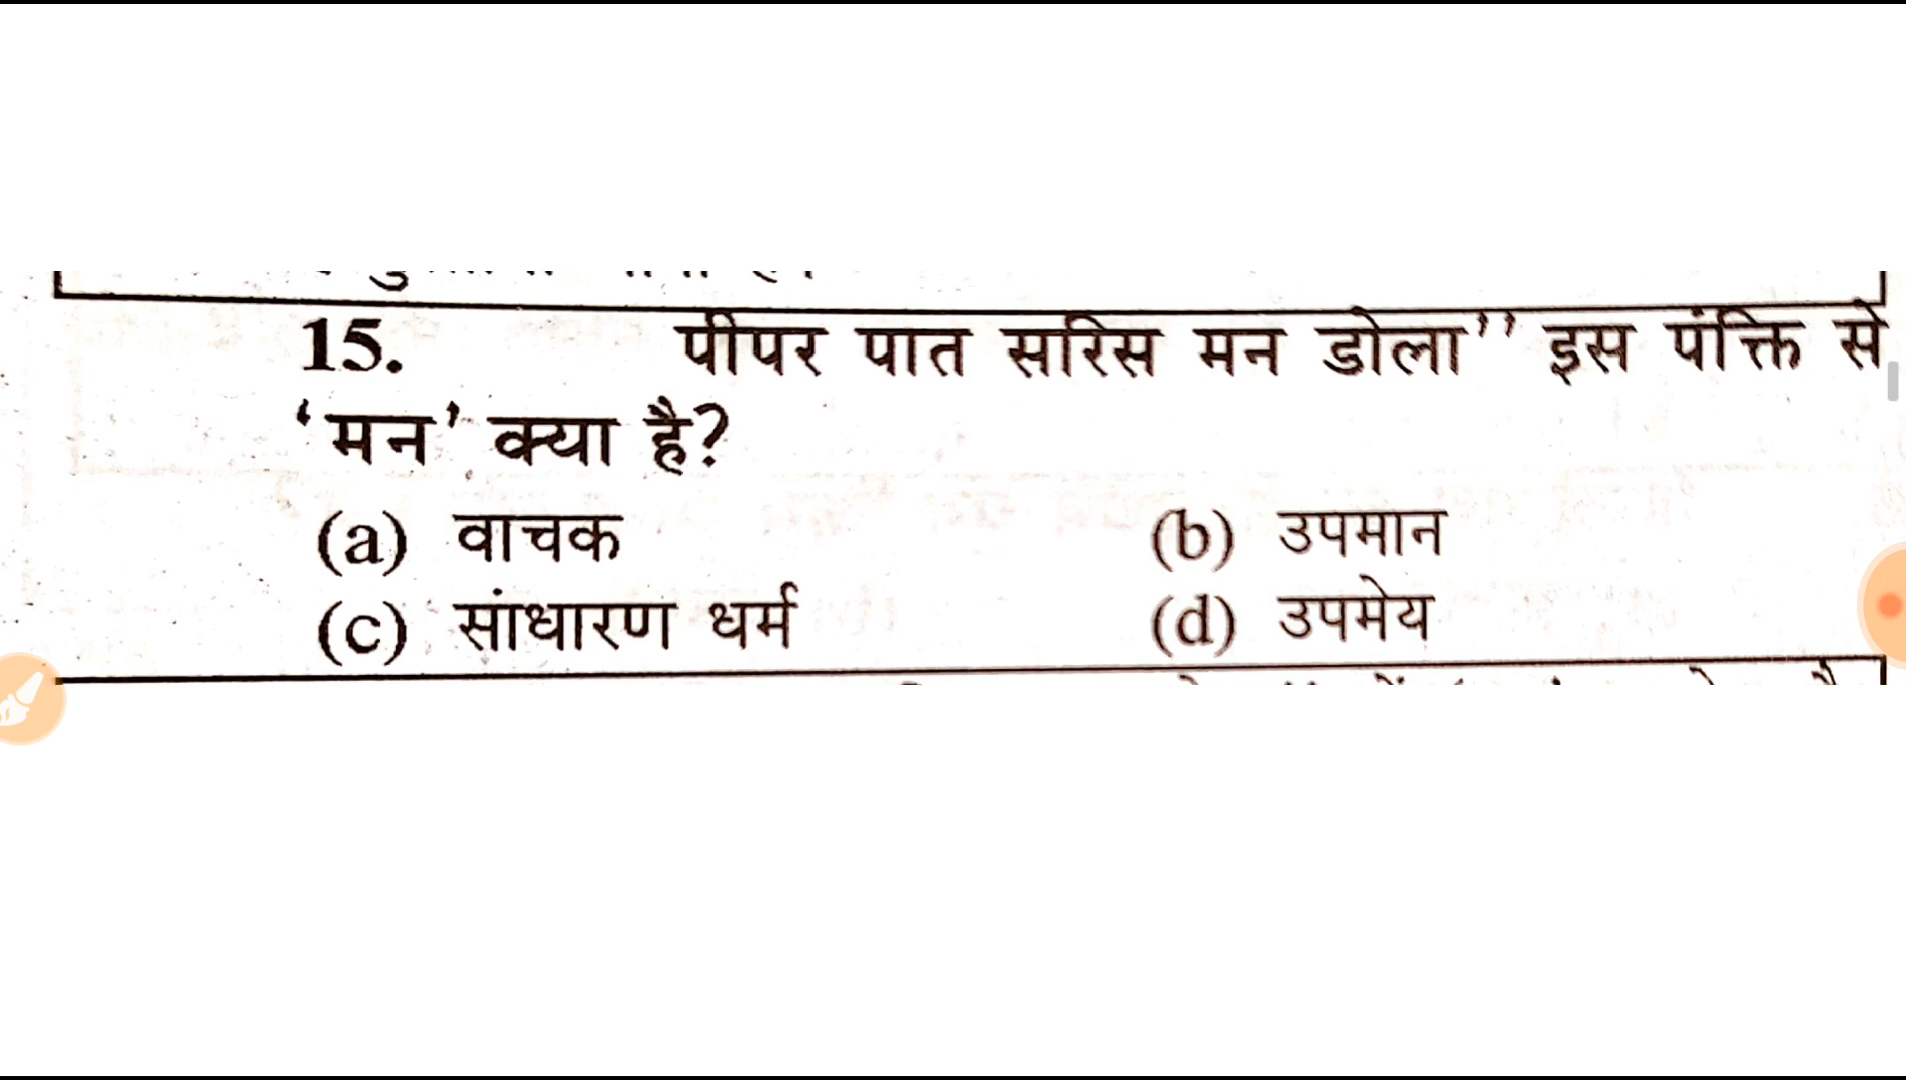 15. पीपर पात सरिस मन डोला’’ इस पंक्ति से
‘मन’ क्या है?
(a) वाचक (b) उपमान
(c) सांधारण धर्म (d) उपमेय